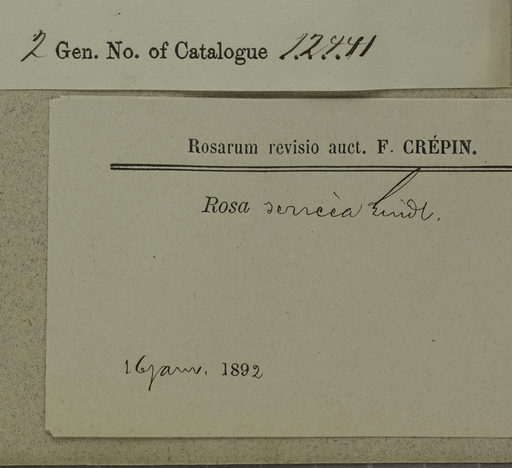 2 Gen. No. of Catalogue 12441
Rosarum revisio auct. F. CRÉPIN.
Rosa sericea Lindl.
16 janv. 1892